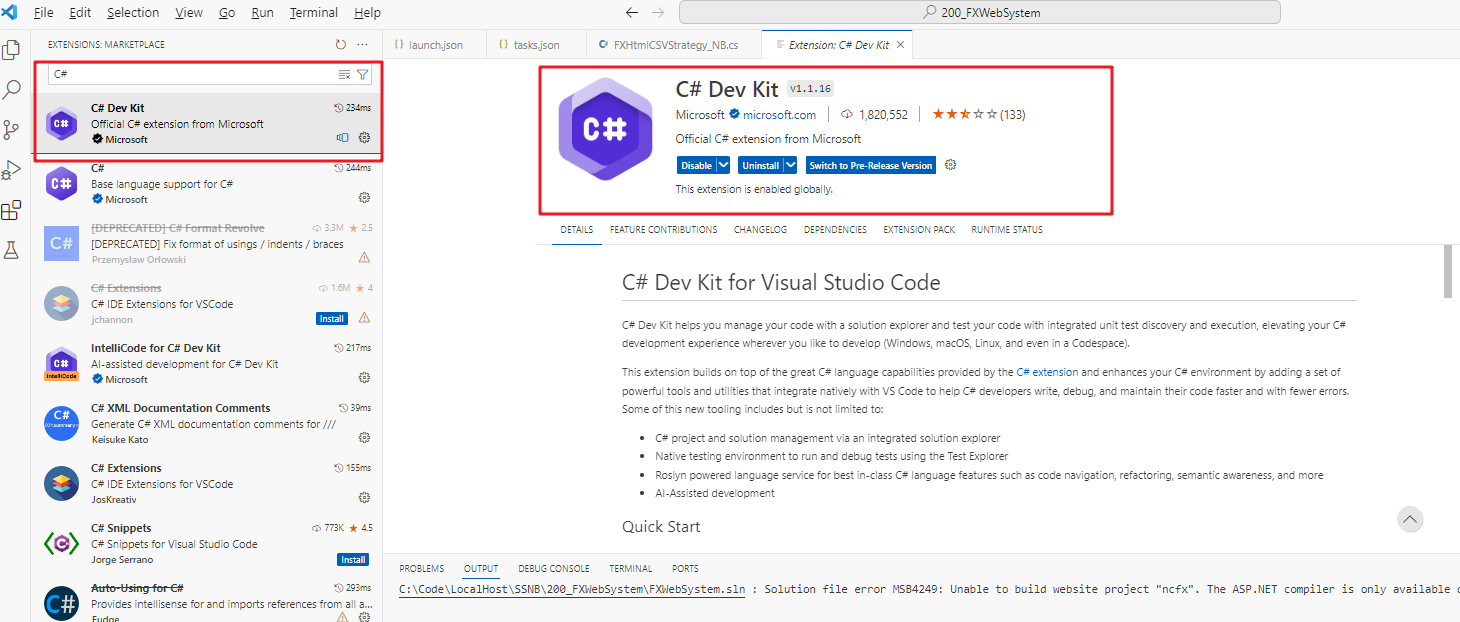 File Edit Selection View Go Run Terminal Help
200_FXWebSystem
EXTENSIONS: MARKETPLACE
C#
C# Dev Kit 234ms
Official C# extension from Microsoft
Microsoft
C# 244ms
Base language support for C#
Microsoft
[DEPRECATED] C# Format Revolve 3.3M 2.5
[DEPRECATED] Fix format of usings / indents / braces
Przemysław Orłowski
C# Extensions 1.6M 4
C# IDE Extensions for VSCode
jchannon Install
IntelliCode for C# Dev Kit 217ms
AI-assisted development for C# Dev Kit
Microsoft
C# XML Documentation Comments 39ms
Generate C# XML documentation comments for ///
Keisuke Kato
C# Extensions 155ms
C# IDE Extensions for VSCode
JosKreativ
C# Snippets 773K 4.5
C# Snippets for Visual Studio Code
Jorge Serrano Install
Auto-Using for C# 293ms
Provides intellisense for and imports references from all a...
Fudge
C#
C#
C#
C#
IntelliCode
C#
C#
launch.json tasks.json FXHtmlCSVStrategy_NB.cs Extension: C# Dev Kit
C#
C# Dev Kit v1.1.16
Microsoft microsoft.com 1,820,552 (133)
Official C# extension from Microsoft
Disable Uninstall Switch to Pre-Release Version
This extension is enabled globally.
DETAILS FEATURE CONTRIBUTIONS CHANGELOG DEPENDENCIES EXTENSION PACK RUNTIME STATUS
C# Dev Kit for Visual Studio Code
C# Dev Kit helps you manage your code with a solution explorer and test your code with integrated unit test discovery and execution, elevating your C#
development experience wherever you like to develop (Windows, macOS, Linux, and even in a Codespace).
This extension builds on top of the great C# language capabilities provided by the C# extension and enhances your C# environment by adding a set of
powerful tools and utilities that integrate natively with VS Code to help C# developers write, debug, and maintain their code faster and with fewer errors.
Some of this new tooling includes but is not limited to:
C# project and solution management via an integrated solution explorer
Native testing environment to run and debug tests using the Test Explorer
Roslyn powered language service for best in-class C# language features such as code navigation, refactoring, semantic awareness, and more
AI-Assisted development
Quick Start
PROBLEMS OUTPUT DEBUG CONSOLE TERMINAL PORTS
C:\Code\LocalHost\SSNB\200_FXWebSystem\FXWebSystem.sln : Solution file error MSB4249: Unable to build website project "ncfx". The ASP.NET compiler is only available